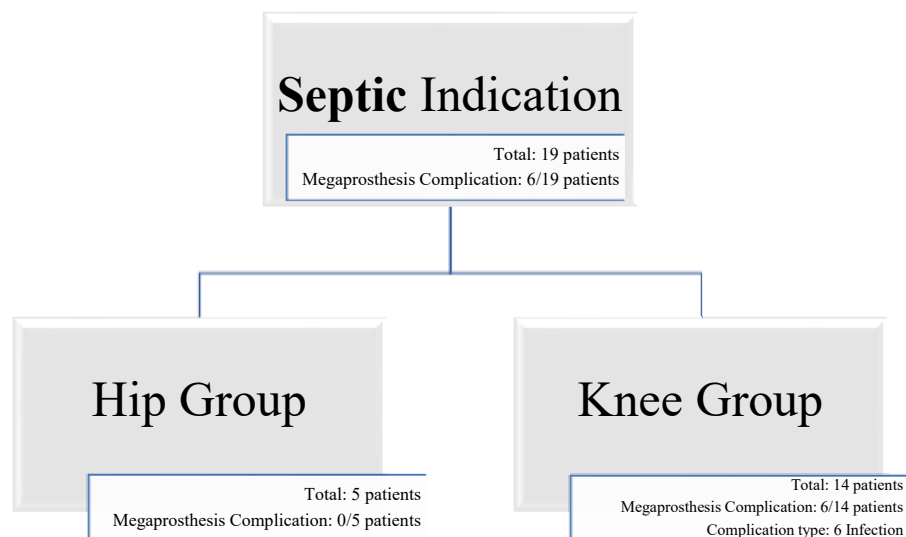 Septic Indication
Total: 19 patients
Megaprosthesis Complication: 6/19 patients
Hip Group
Total: 5 patients
Megaprosthesis Complication: 0/5 patients
Knee Group
Total: 14 patients
Megaprosthesis Complication: 6/14 patients
Complication type: 6 Infection